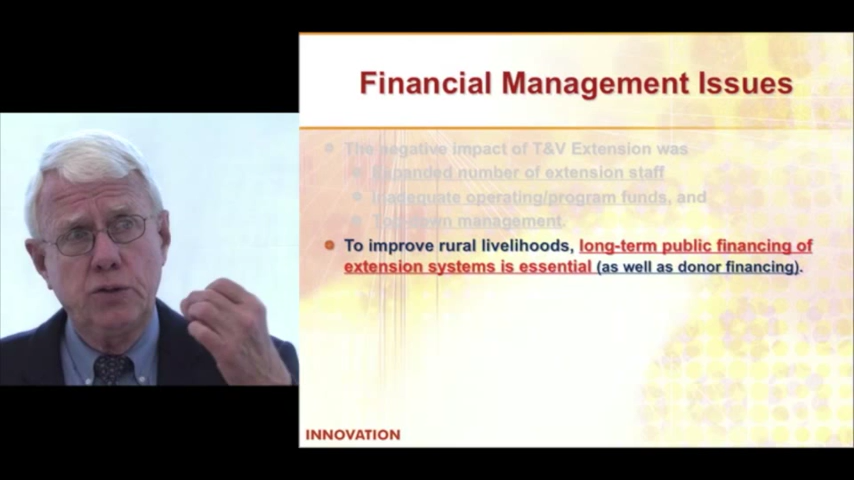 Financial Management Issues
The negative impact of T&V Extension was
Expanded number of extension staff
Inadequate operating/program funds, and
Top-down management.
To improve rural livelihoods, long-term public financing of
extension systems is essential (as well as donor financing).
INNOVATION